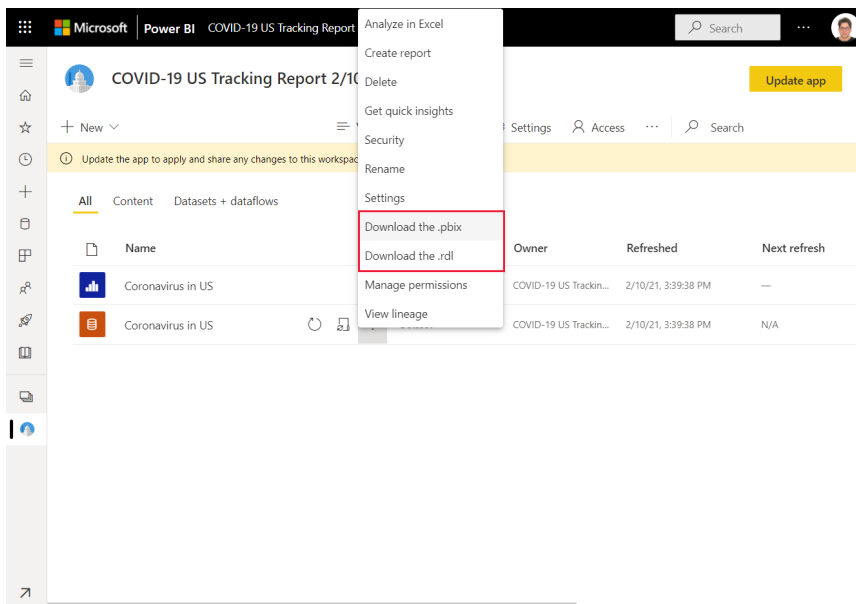 Microsoft Power BI COVID-19 US Tracking Report
Search
COVID-19 US Tracking Report 2/10
Update app
New
Settings
Access
Search
Update the app to apply and share any changes to this workspac
All
Content
Datasets + dataflows
Analyze in Excel
Create report
Delete
Get quick insights
Security
Rename
Settings
Download the .pbix
Download the .rdl
Manage permissions
View lineage
Name
Owner
Refreshed
Next refresh
Coronavirus in US
COVID-19 US Trackin...
2/10/21, 3:39:38 PM
—
Coronavirus in US
COVID-19 US Trackin...
2/10/21, 3:39:38 PM
N/A